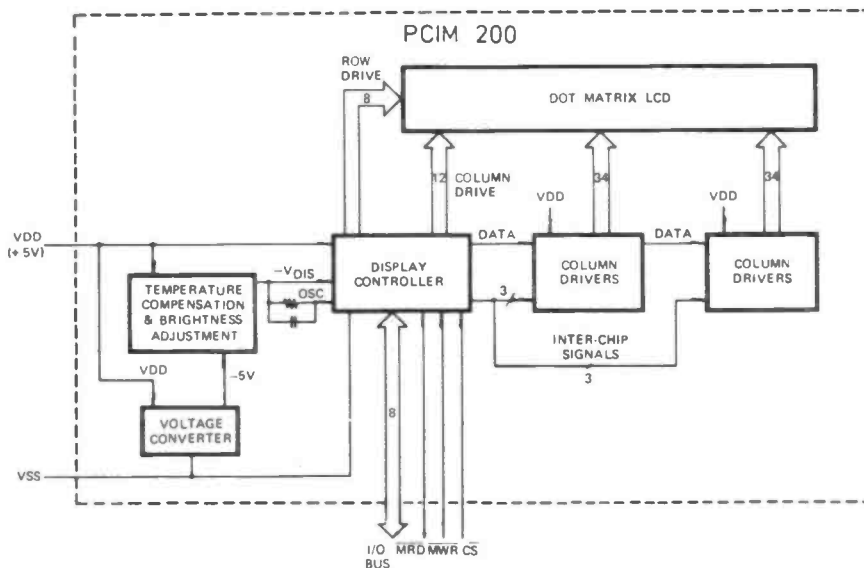 PCIM 200
ROW
DRIVE
8
DOT MATRIX LCD
12
COLUMN
DRIVE
34
34
VDD
VDD
VDD
(+ 5V)
DATA
DATA
-VDIS
OSC
DISPLAY
CONTROLLER
COLUMN
DRIVERS
COLUMN
DRIVERS
TEMPERATURE
COMPENSATION
& BRIGHTNESS
ADJUSTMENT
3
INTER-CHIP
SIGNALS
3
VDD
-5V
8
VOLTAGE
CONVERTER
VSS
I/O
BUS
MRD
MWR
CS